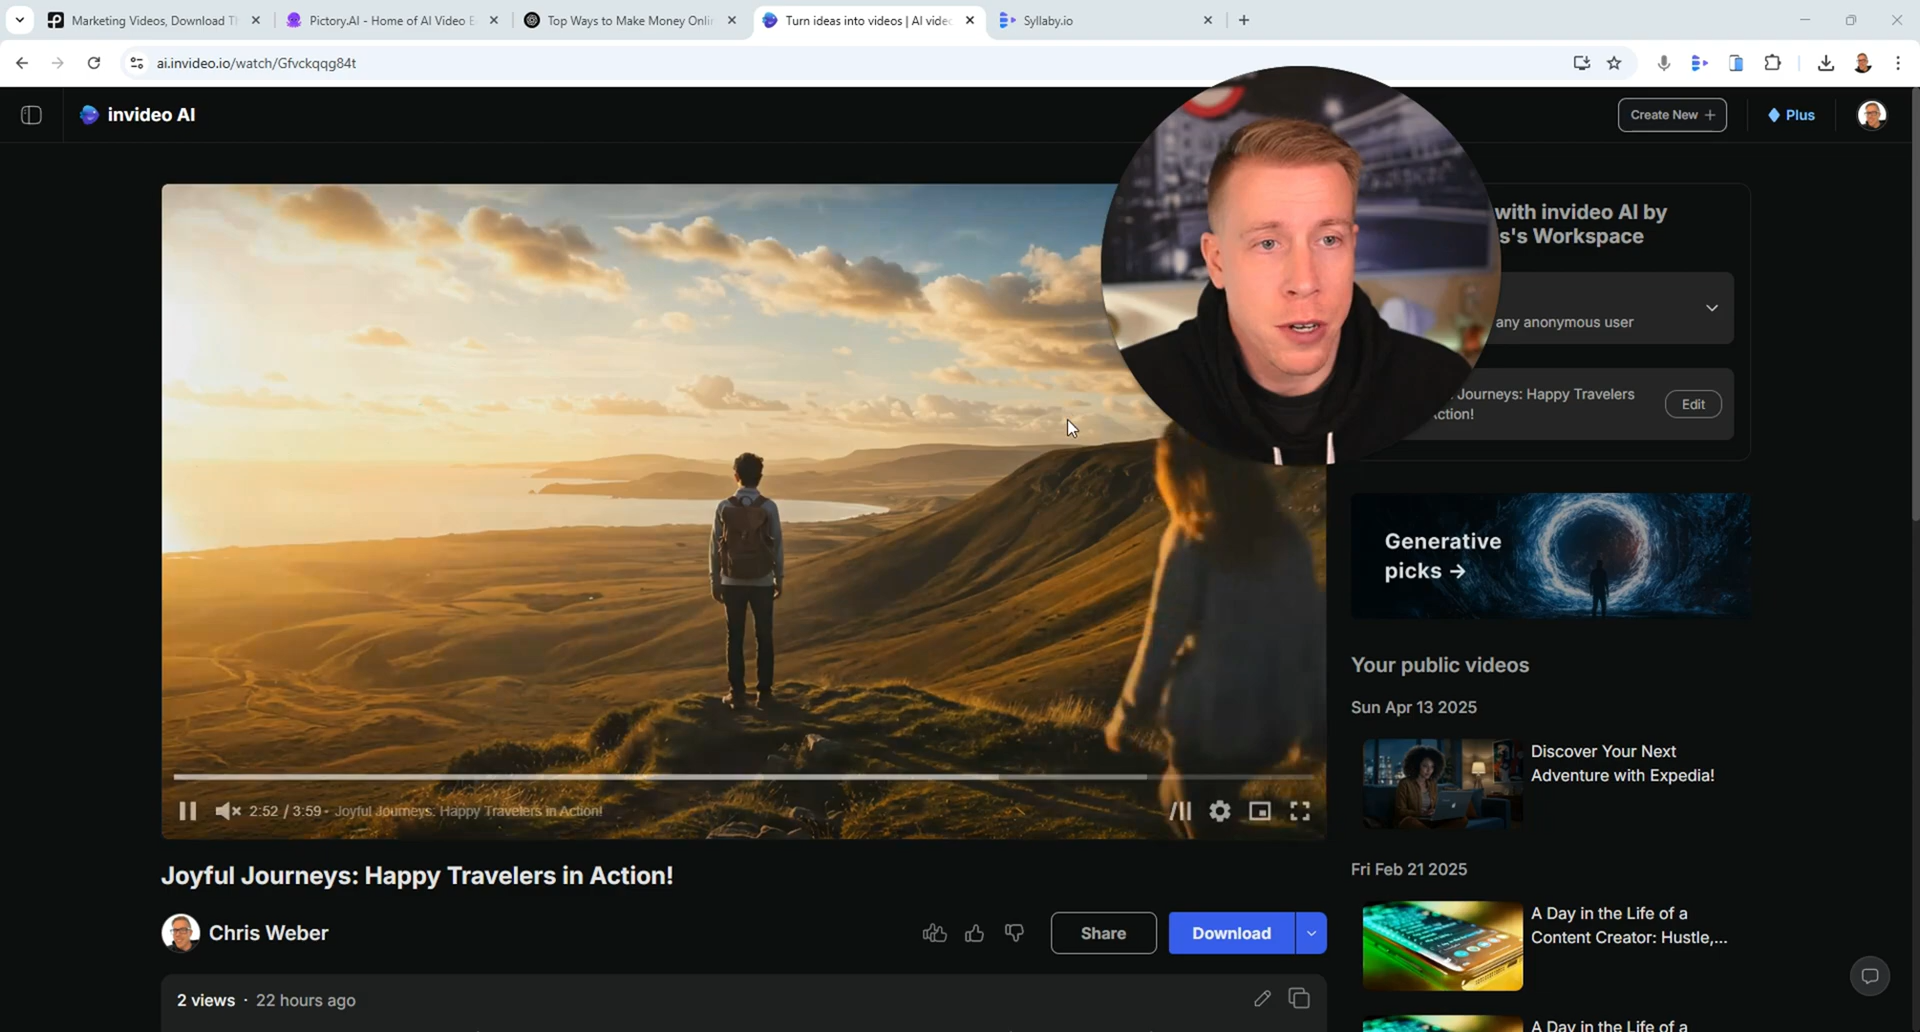 Marketing Videos, Download Th
Pictory.AI - Home of AI Video E
Top Ways to Make Money Onlin
Turn ideas into videos | AI video
Syllaby.io
ai.invideo.io/watch/Gfvckqqg84t
invideo AI
Create New +
Plus
with invideo AI by
s's Workspace
any anonymous user
Journeys: Happy Travelers
ction!
Edit
Generative
picks →
Your public videos
Sun Apr 13 2025
Discover Your Next
Adventure with Expedia!
Fri Feb 21 2025
A Day in the Life of a
Content Creator: Hustle,...
A Day in the Life of a
2:52 / 3:59 - Joyful Journeys: Happy Travelers in Action!
Joyful Journeys: Happy Travelers in Action!
Chris Weber
Share
Download
2 views · 22 hours ago